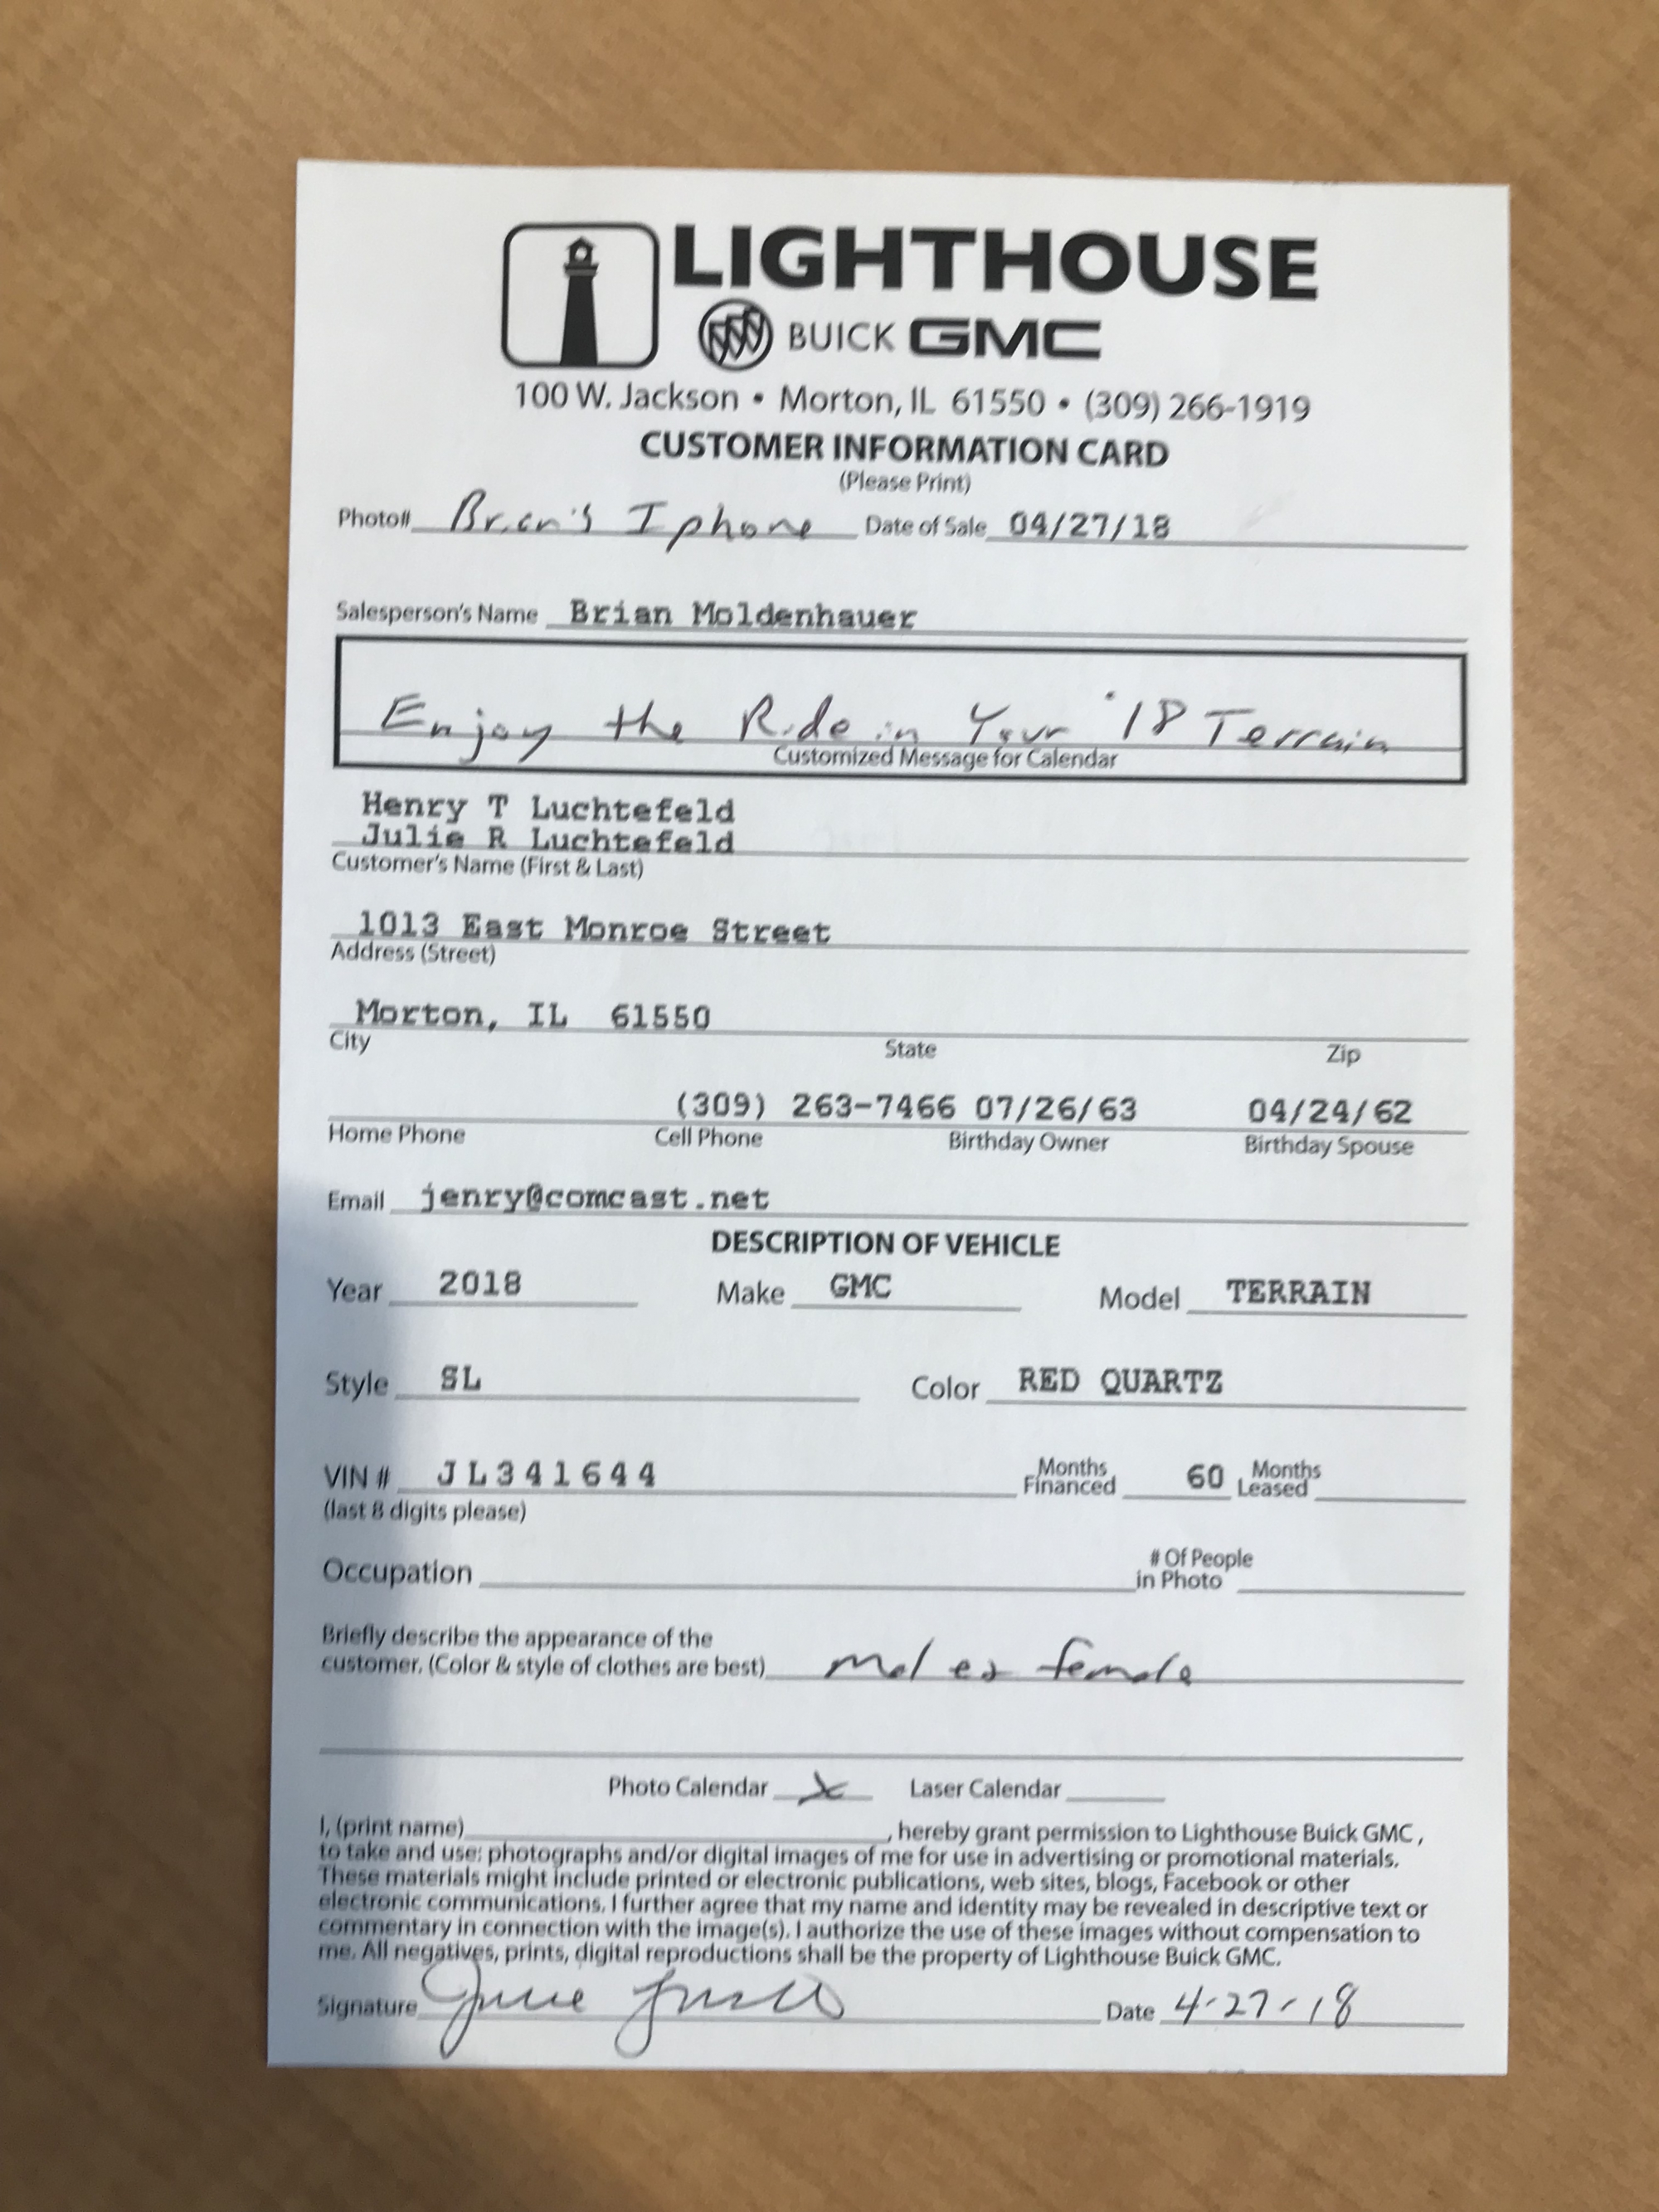 LIGHTHOUSE
BUICK GMC
100 W. Jackson • Morton, IL 61550 • (309) 266-1919
CUSTOMER INFORMATION CARD
(Please Print)
Photo# Brian's Iphone Date of Sale 04/27/18
Salesperson's Name Brian Moldenhauer
Enjoy the Ride in Your '18 Terrain
Customized Message for Calendar
Henry T Luchtefeld
Julie R Luchtefeld
Customer's Name (First & Last)
1013 East Monroe Street
Address (Street)
Morton, IL 61550
City State Zip
(309) 263-7466 07/26/63 04/24/62
Home Phone Cell Phone Birthday Owner Birthday Spouse
Email jenry@comcast.net
DESCRIPTION OF VEHICLE
Year 2018 Make GMC Model TERRAIN
Style SL Color RED QUARTZ
VIN # JL341644 Months Financed 60 Months Leased
(last 8 digits please)
Occupation # Of People in Photo
Briefly describe the appearance of the
customer. (Color & style of clothes are best) female
Photo Calendar X Laser Calendar
I, (print name) , hereby grant permission to Lighthouse Buick GMC ,
to take and use: photographs and/or digital images of me for use in advertising or promotional materials.
These materials might include printed or electronic publications, web sites, blogs, Facebook or other
electronic communications. I further agree that my name and identity may be revealed in descriptive text or
commentary in connection with the image(s). I authorize the use of these images without compensation to
me. All negatives, prints, digital reproductions shall be the property of Lighthouse Buick GMC.
Signature Date 4-27-18